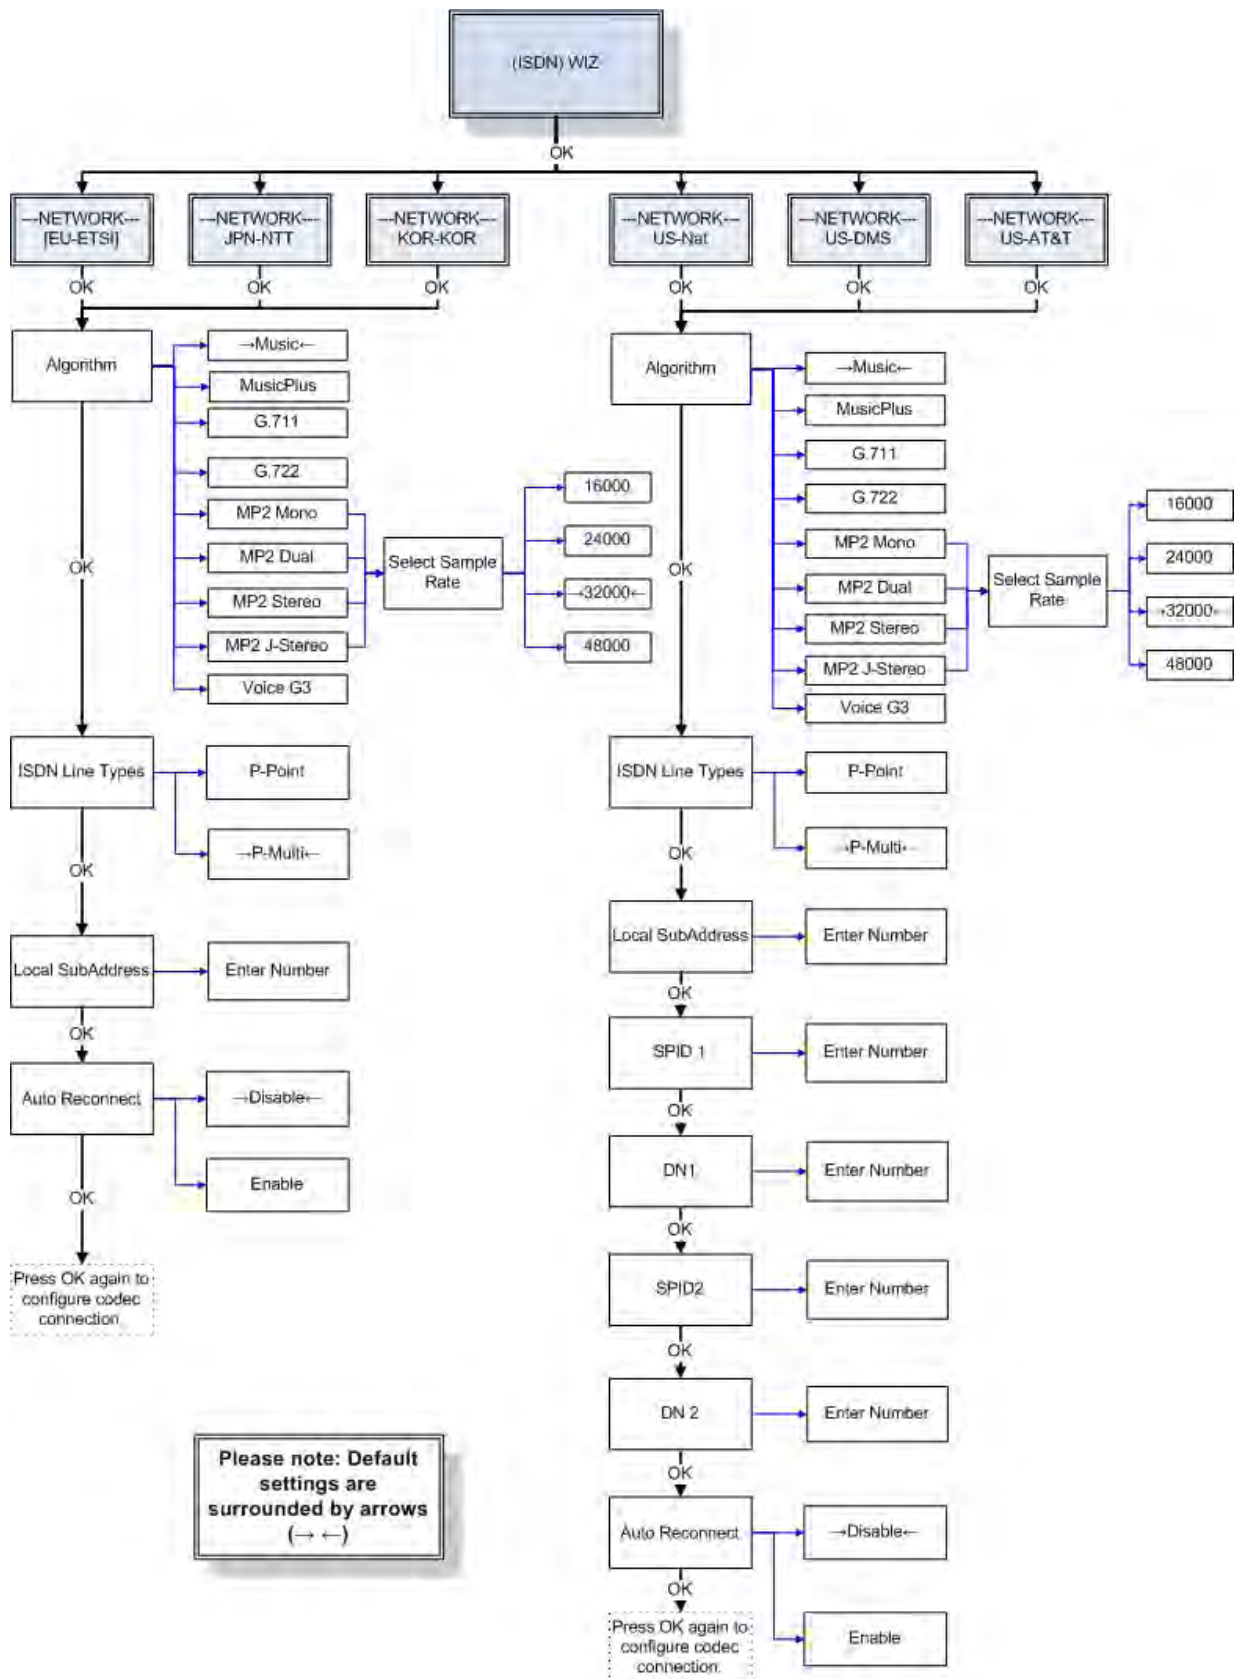 (ISDN) WIZ
OK
---NETWORK---
[EU-ETSI]
---NETWORK---
JPN-NTT
---NETWORK---
KOR-KOR
---NETWORK---
US-Nat
---NETWORK---
US-DMS
---NETWORK---
US-AT&T
OK
OK
OK
OK
OK
OK
Algorithm
→Music←
MusicPlus
G.711
G.722
MP2 Mono
MP2 Dual
MP2 Stereo
MP2 J-Stereo
Voice G3
Select Sample
Rate
16000
24000
→32000←
48000
OK
ISDN Line Types
P-Point
→P-Multi←
OK
Local SubAddress
Enter Number
OK
Auto Reconnect
→Disable←
Enable
OK
Press OK again to
configure codec
connection
Algorithm
→Music←
MusicPlus
G.711
G.722
MP2 Mono
MP2 Dual
MP2 Stereo
MP2 J-Stereo
Voice G3
Select Sample
Rate
16000
24000
→32000←
48000
OK
ISDN Line Types
P-Point
→P-Multi←
OK
Local SubAddress
Enter Number
OK
SPID 1
Enter Number
OK
DN1
Enter Number
OK
SPID2
Enter Number
OK
DN 2
Enter Number
OK
Auto Reconnect
→Disable←
Enable
OK
Press OK again to
configure codec
connection.
Please note: Default
settings are
surrounded by arrows
(→ ←)